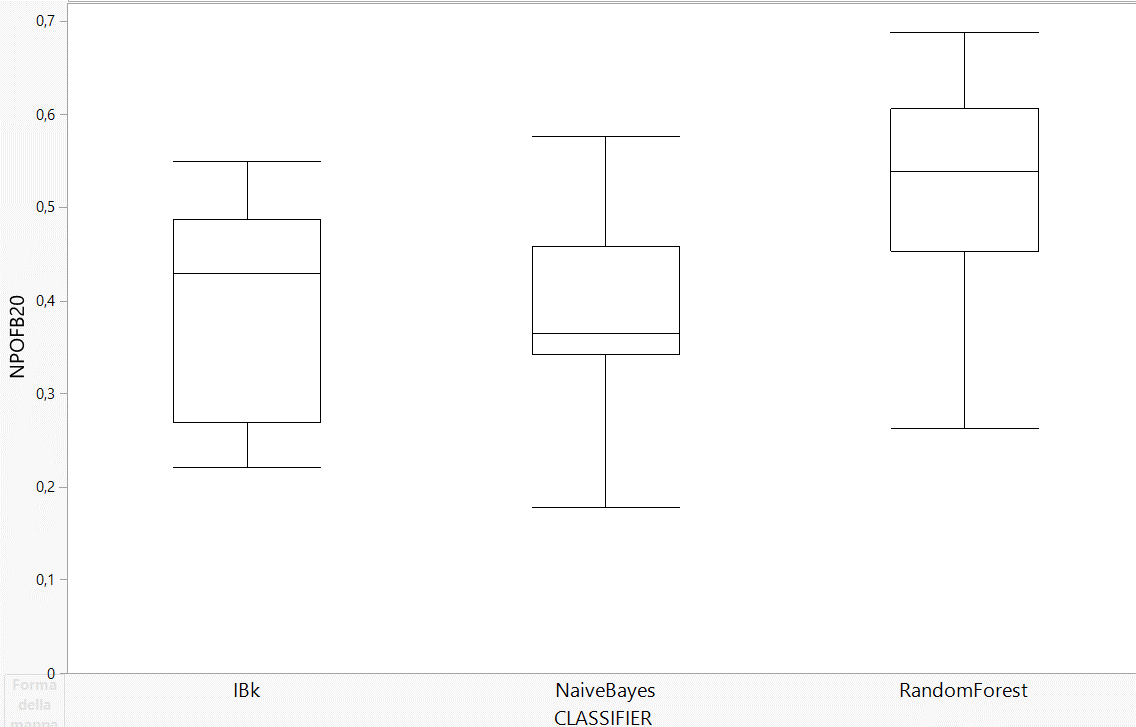 0,7
0,6
0,5
0,4
0,3
0,2
0,1
0
NPOFB20
IBk
NaiveBayes
RandomForest
CLASSIFIER
Forma
della
mappa